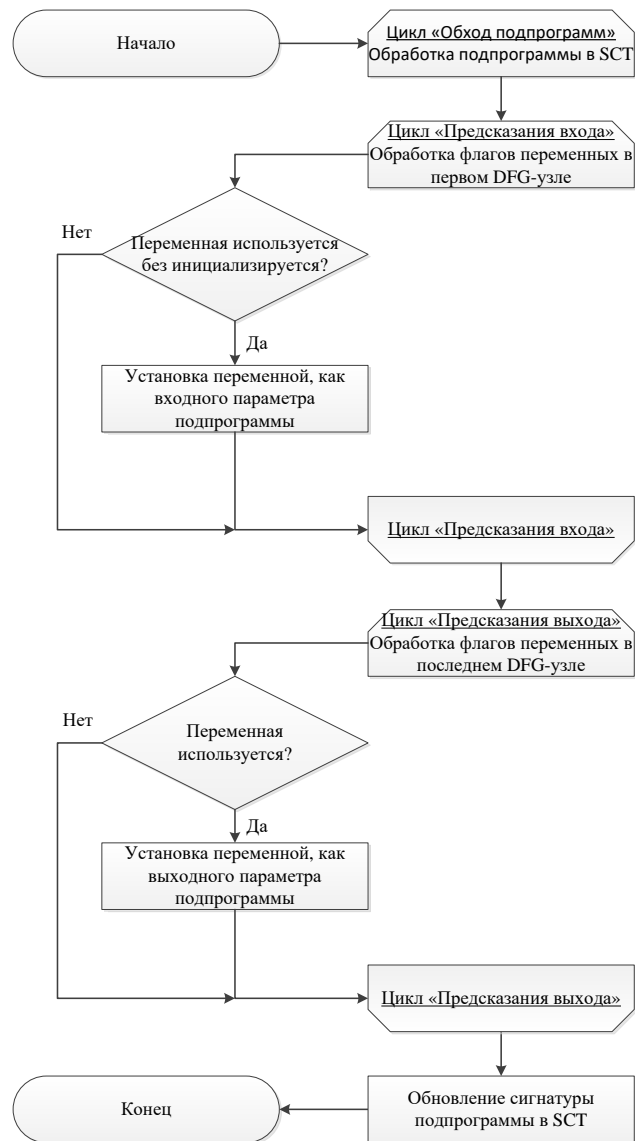 Начало
Цикл «Обход подпрограмм»
Обработка подпрограммы в SCT
Цикл «Предсказания входа»
Обработка флагов переменных в
первом DFG-узле
Нет
Переменная используется
без инициализируется?
Да
Установка переменной, как
входного параметра
подпрограммы
Цикл «Предсказания входа»
Цикл «Предсказания выхода»
Обработка флагов переменных в
последнем DFG-узле
Нет
Переменная
используется?
Да
Установка переменной, как
выходного параметра
подпрограммы
Цикл «Предсказания выхода»
Обновление сигнатуры
подпрограммы в SCT
Конец